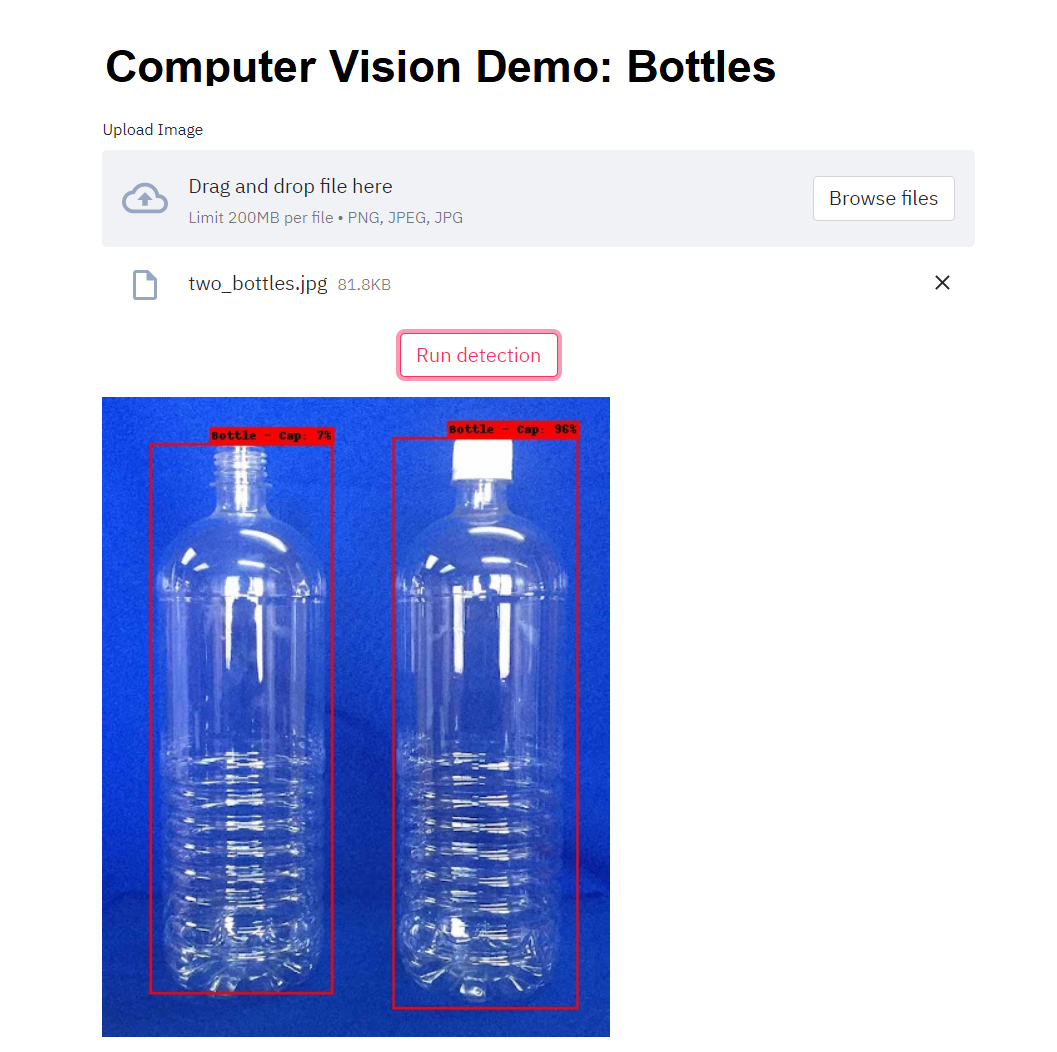 Computer Vision Demo: Bottles
Upload Image
Drag and drop file here
Limit 200MB per file • PNG, JPEG, JPG
Browse files
two_bottles.jpg 81.8KB
Run detection
Bottle - Cap: 7%
Bottle - Cap: 96%